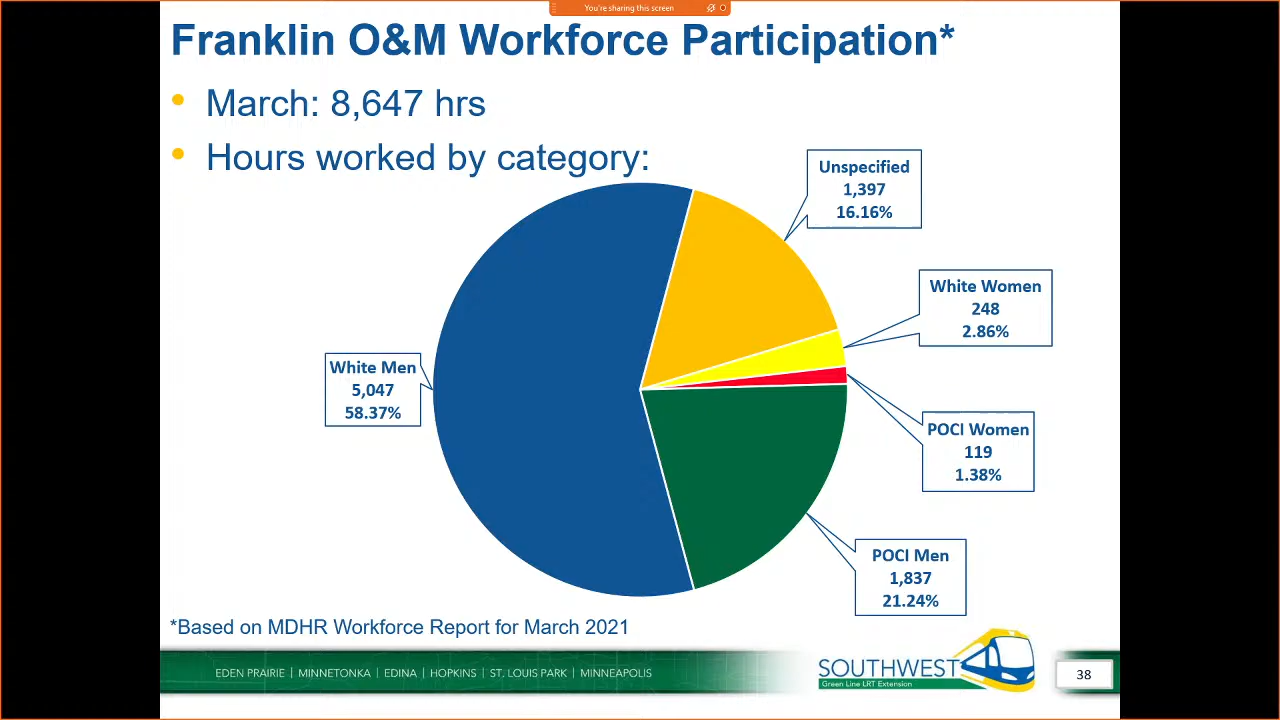 You're sharing this screen
Franklin O&M Workforce Participation*
• March: 8,647 hrs
• Hours worked by category:
Unspecified
1,397
16.16%
White Women
248
2.86%
White Men
5,047
58.37%
POCI Women
119
1.38%
POCI Men
1,837
21.24%
*Based on MDHR Workforce Report for March 2021
EDEN PRAIRIE | MINNETONKA | EDINA | HOPKINS | ST. LOUIS PARK | MINNEAPOLIS
SOUTHWEST
Green Line LRT Extension
38